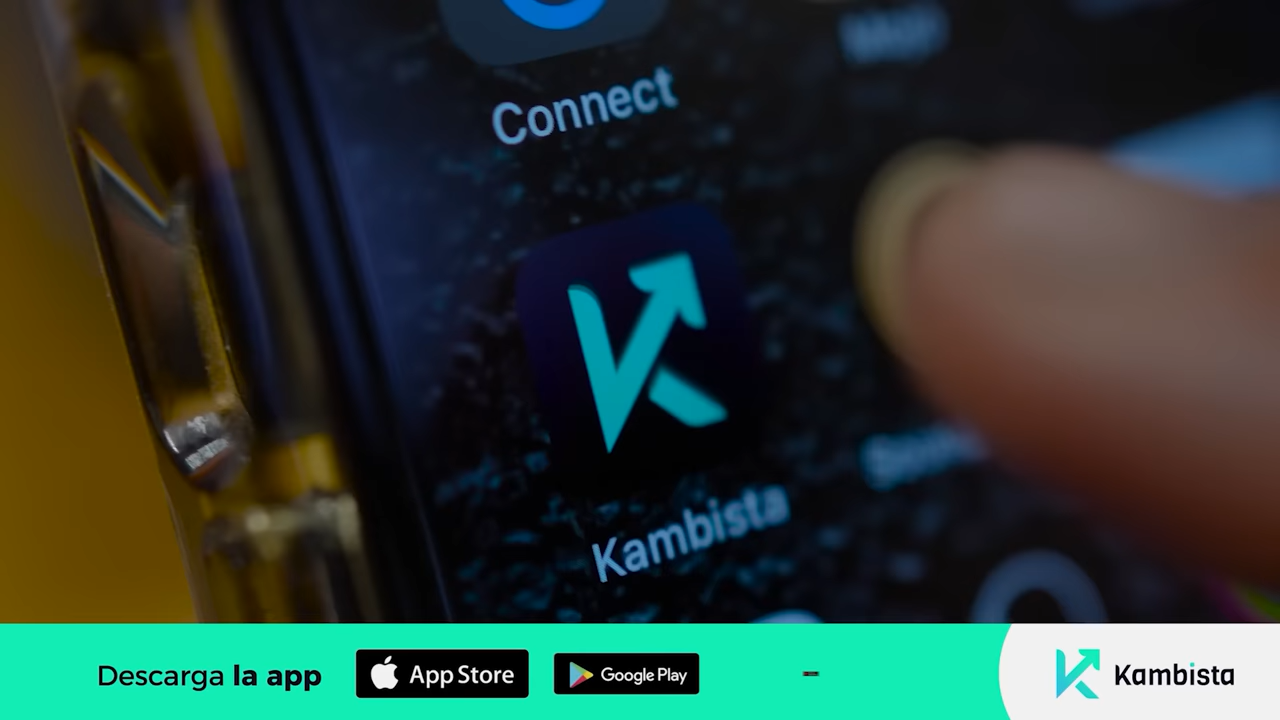 Connect
Kambista
Descarga la app
App Store
Google Play
Kambista